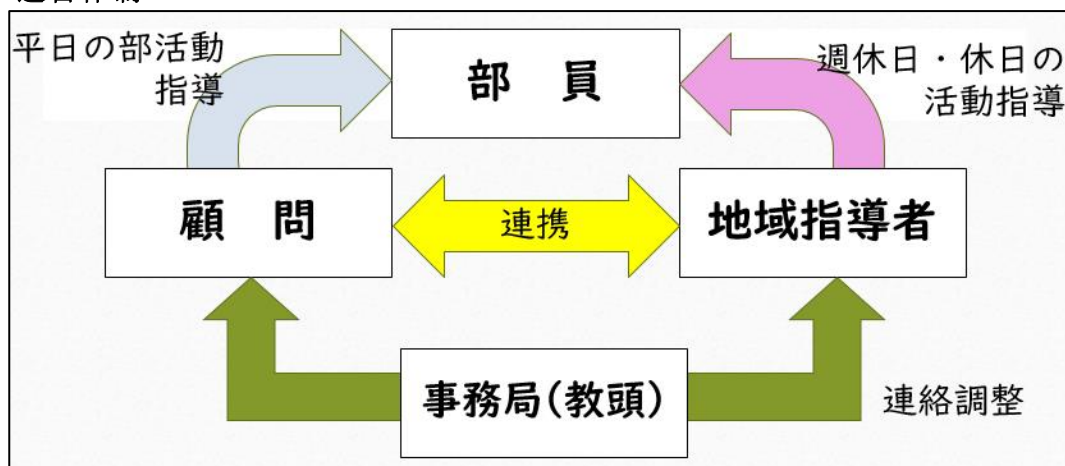 平日の部活動
指導
部　員
週休日・休日の
活動指導
顧　問
連携
地域指導者
事務局(教頭)
連絡調整